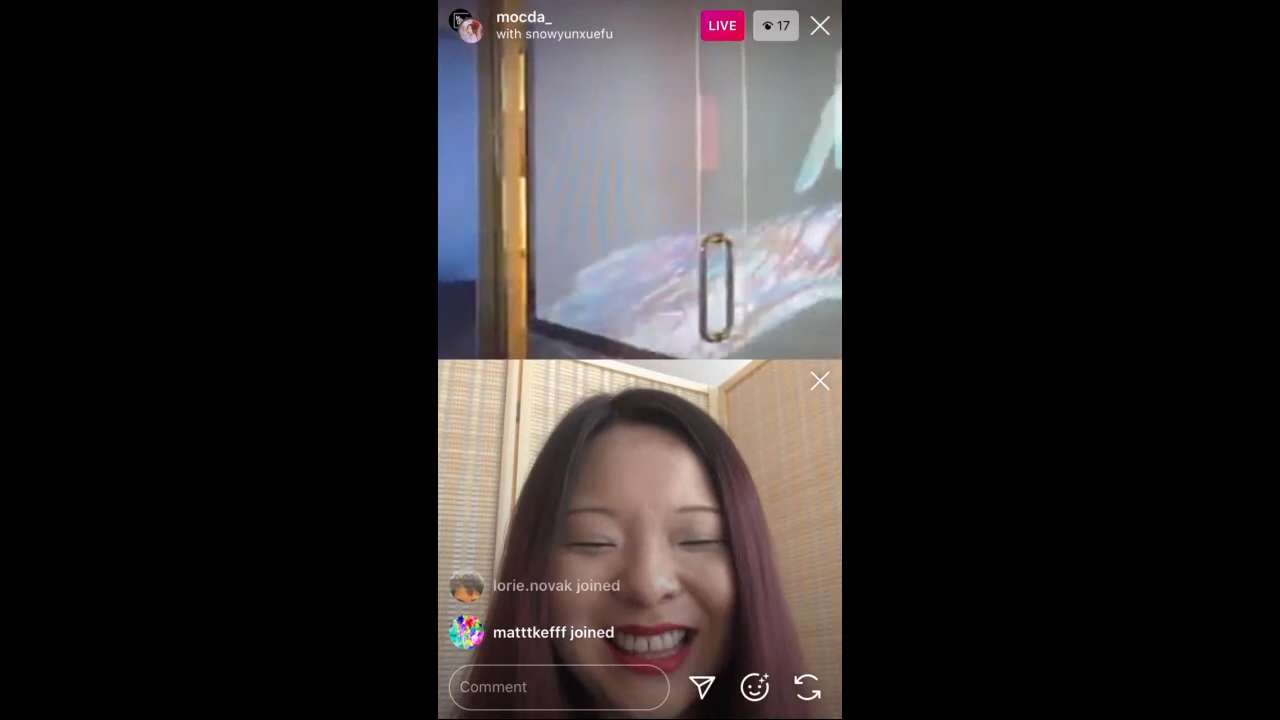 mocda_
with snowyunxuefu
LIVE
17
lorie.novak joined
matttkefff joined
Comment